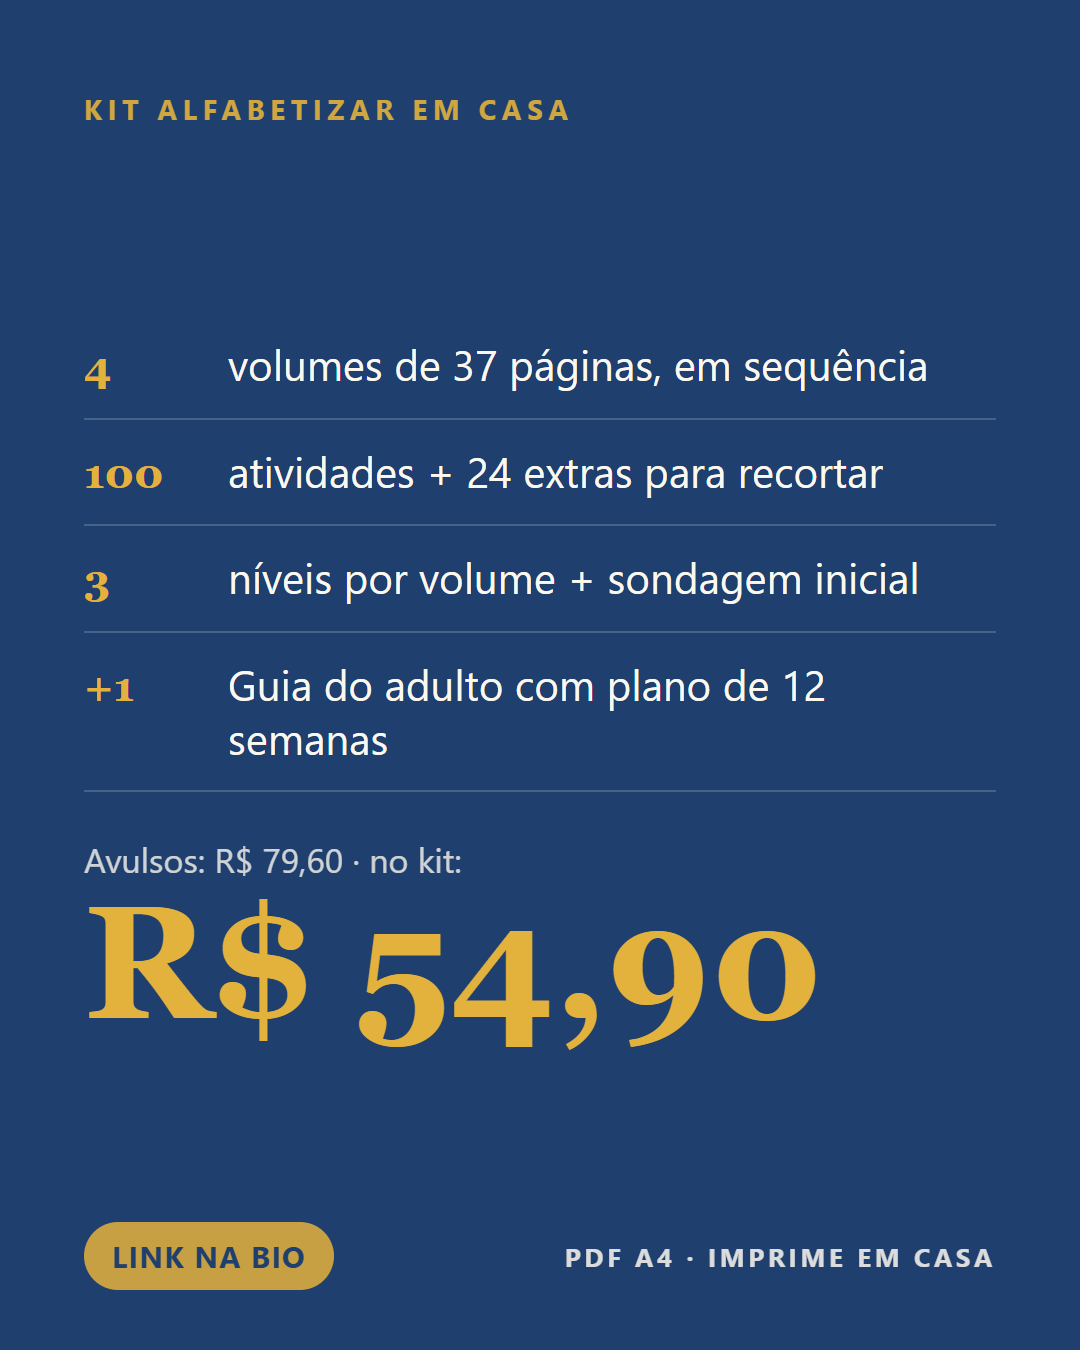 KIT ALFABETIZAR EM CASA
4 volumes de 37 páginas, em sequência
100 atividades + 24 extras para recortar
3 níveis por volume + sondagem inicial
+1 Guia do adulto com plano de 12
semanas
Avulsos: R$ 79,60 · no kit:
R$ 54,90
LINK NA BIO
PDF A4 · IMPRIME EM CASA